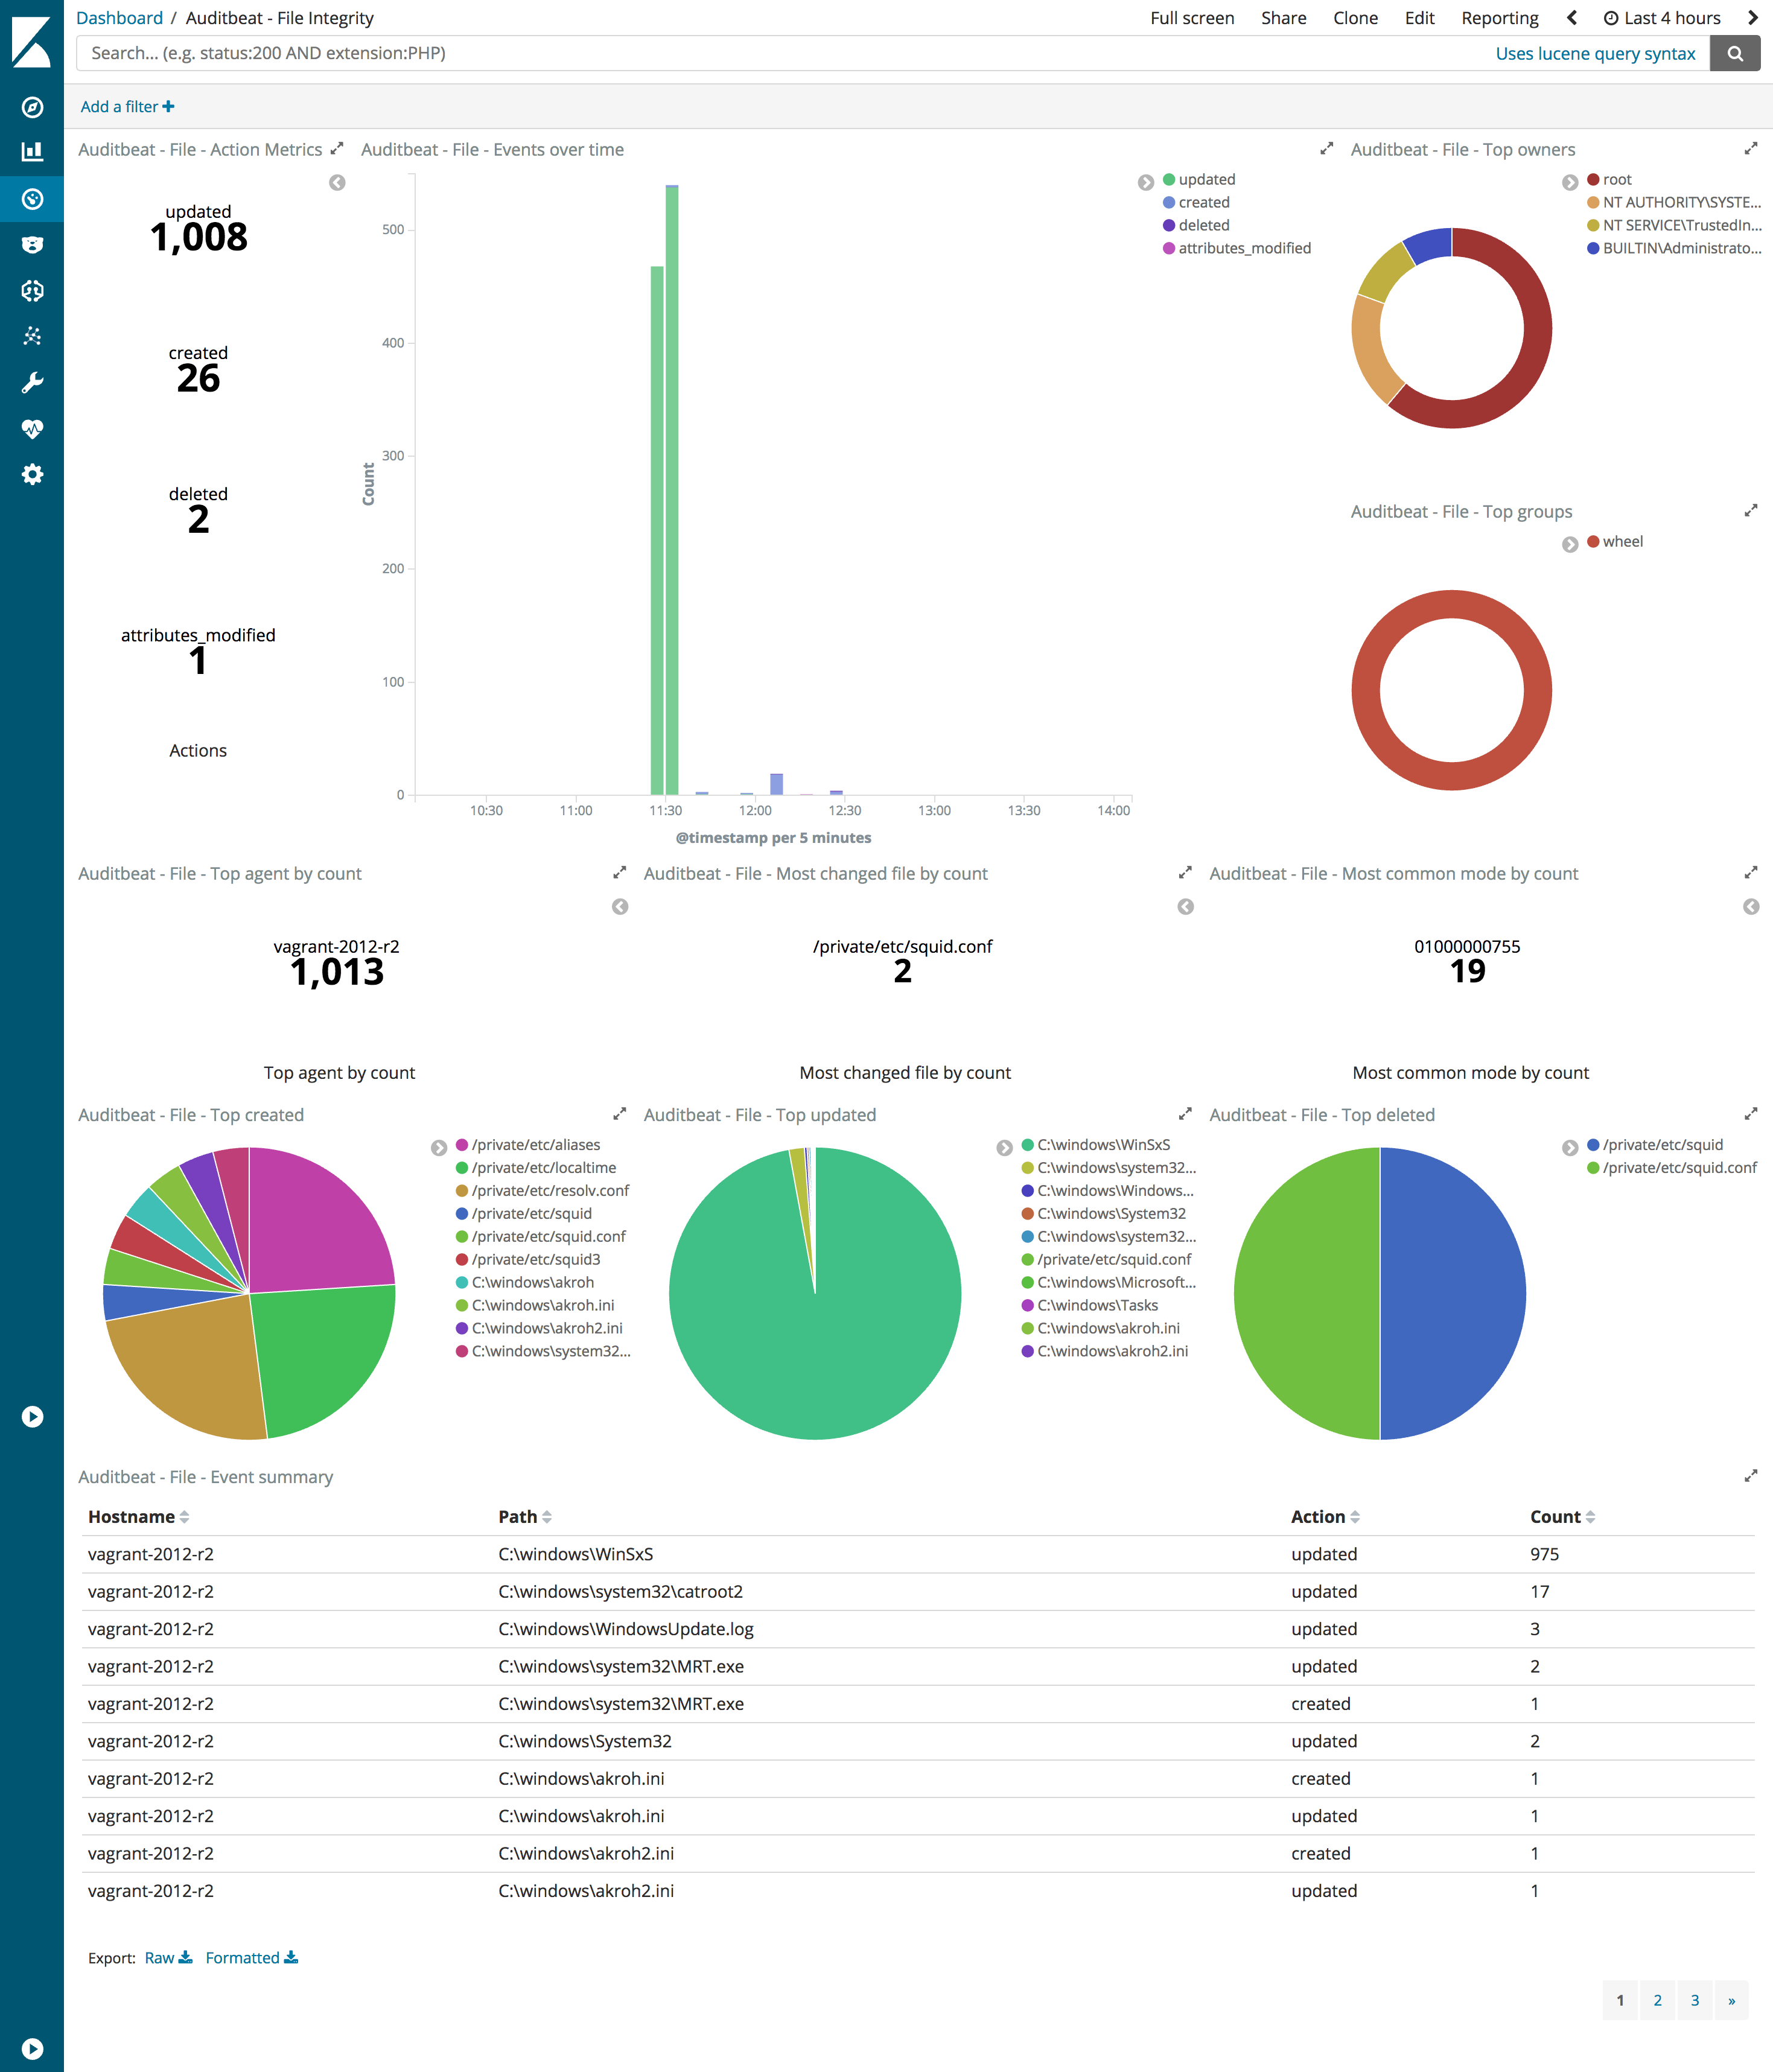 Dashboard / Auditbeat - File Integrity
Full screen Share Clone Edit Reporting Last 4 hours
Search... (e.g. status:200 AND extension:PHP)
Uses lucene query syntax
Add a filter
Auditbeat - File - Action Metrics
updated
1,008
created
26
deleted
2
attributes_modified
1
Actions
Auditbeat - File - Events over time
500
400
300
200
100
0
Count
10:30 11:00 11:30 12:00 12:30 13:00 13:30 14:00
@timestamp per 5 minutes
updated
created
deleted
attributes_modified
Auditbeat - File - Top owners
root
NT AUTHORITY\SYSTE...
NT SERVICE\TrustedIn...
BUILTIN\Administrato...
Auditbeat - File - Top groups
wheel
Auditbeat - File - Top agent by count
vagrant-2012-r2
1,013
Top agent by count
Auditbeat - File - Most changed file by count
/private/etc/squid.conf
2
Most changed file by count
Auditbeat - File - Most common mode by count
01000000755
19
Most common mode by count
Auditbeat - File - Top created
/private/etc/aliases
/private/etc/localtime
/private/etc/resolv.conf
/private/etc/squid
/private/etc/squid.conf
/private/etc/squid3
C:\windows\akroh
C:\windows\akroh.ini
C:\windows\akroh2.ini
C:\windows\system32...
Auditbeat - File - Top updated
C:\windows\WinSxS
C:\windows\system32...
C:\windows\Windows...
C:\windows\System32
C:\windows\system32...
/private/etc/squid.conf
C:\windows\Microsoft...
C:\windows\Tasks
C:\windows\akroh.ini
C:\windows\akroh2.ini
Auditbeat - File - Top deleted
/private/etc/squid
/private/etc/squid.conf
Auditbeat - File - Event summary
Hostname Path Action Count
vagrant-2012-r2 C:\windows\WinSxS updated 975
vagrant-2012-r2 C:\windows\system32\catroot2 updated 17
vagrant-2012-r2 C:\windows\WindowsUpdate.log updated 3
vagrant-2012-r2 C:\windows\system32\MRT.exe updated 2
vagrant-2012-r2 C:\windows\system32\MRT.exe created 1
vagrant-2012-r2 C:\windows\System32 updated 2
vagrant-2012-r2 C:\windows\akroh.ini created 1
vagrant-2012-r2 C:\windows\akroh.ini updated 1
vagrant-2012-r2 C:\windows\akroh2.ini created 1
vagrant-2012-r2 C:\windows\akroh2.ini updated 1
Export: Raw Formatted
1 2 3 »